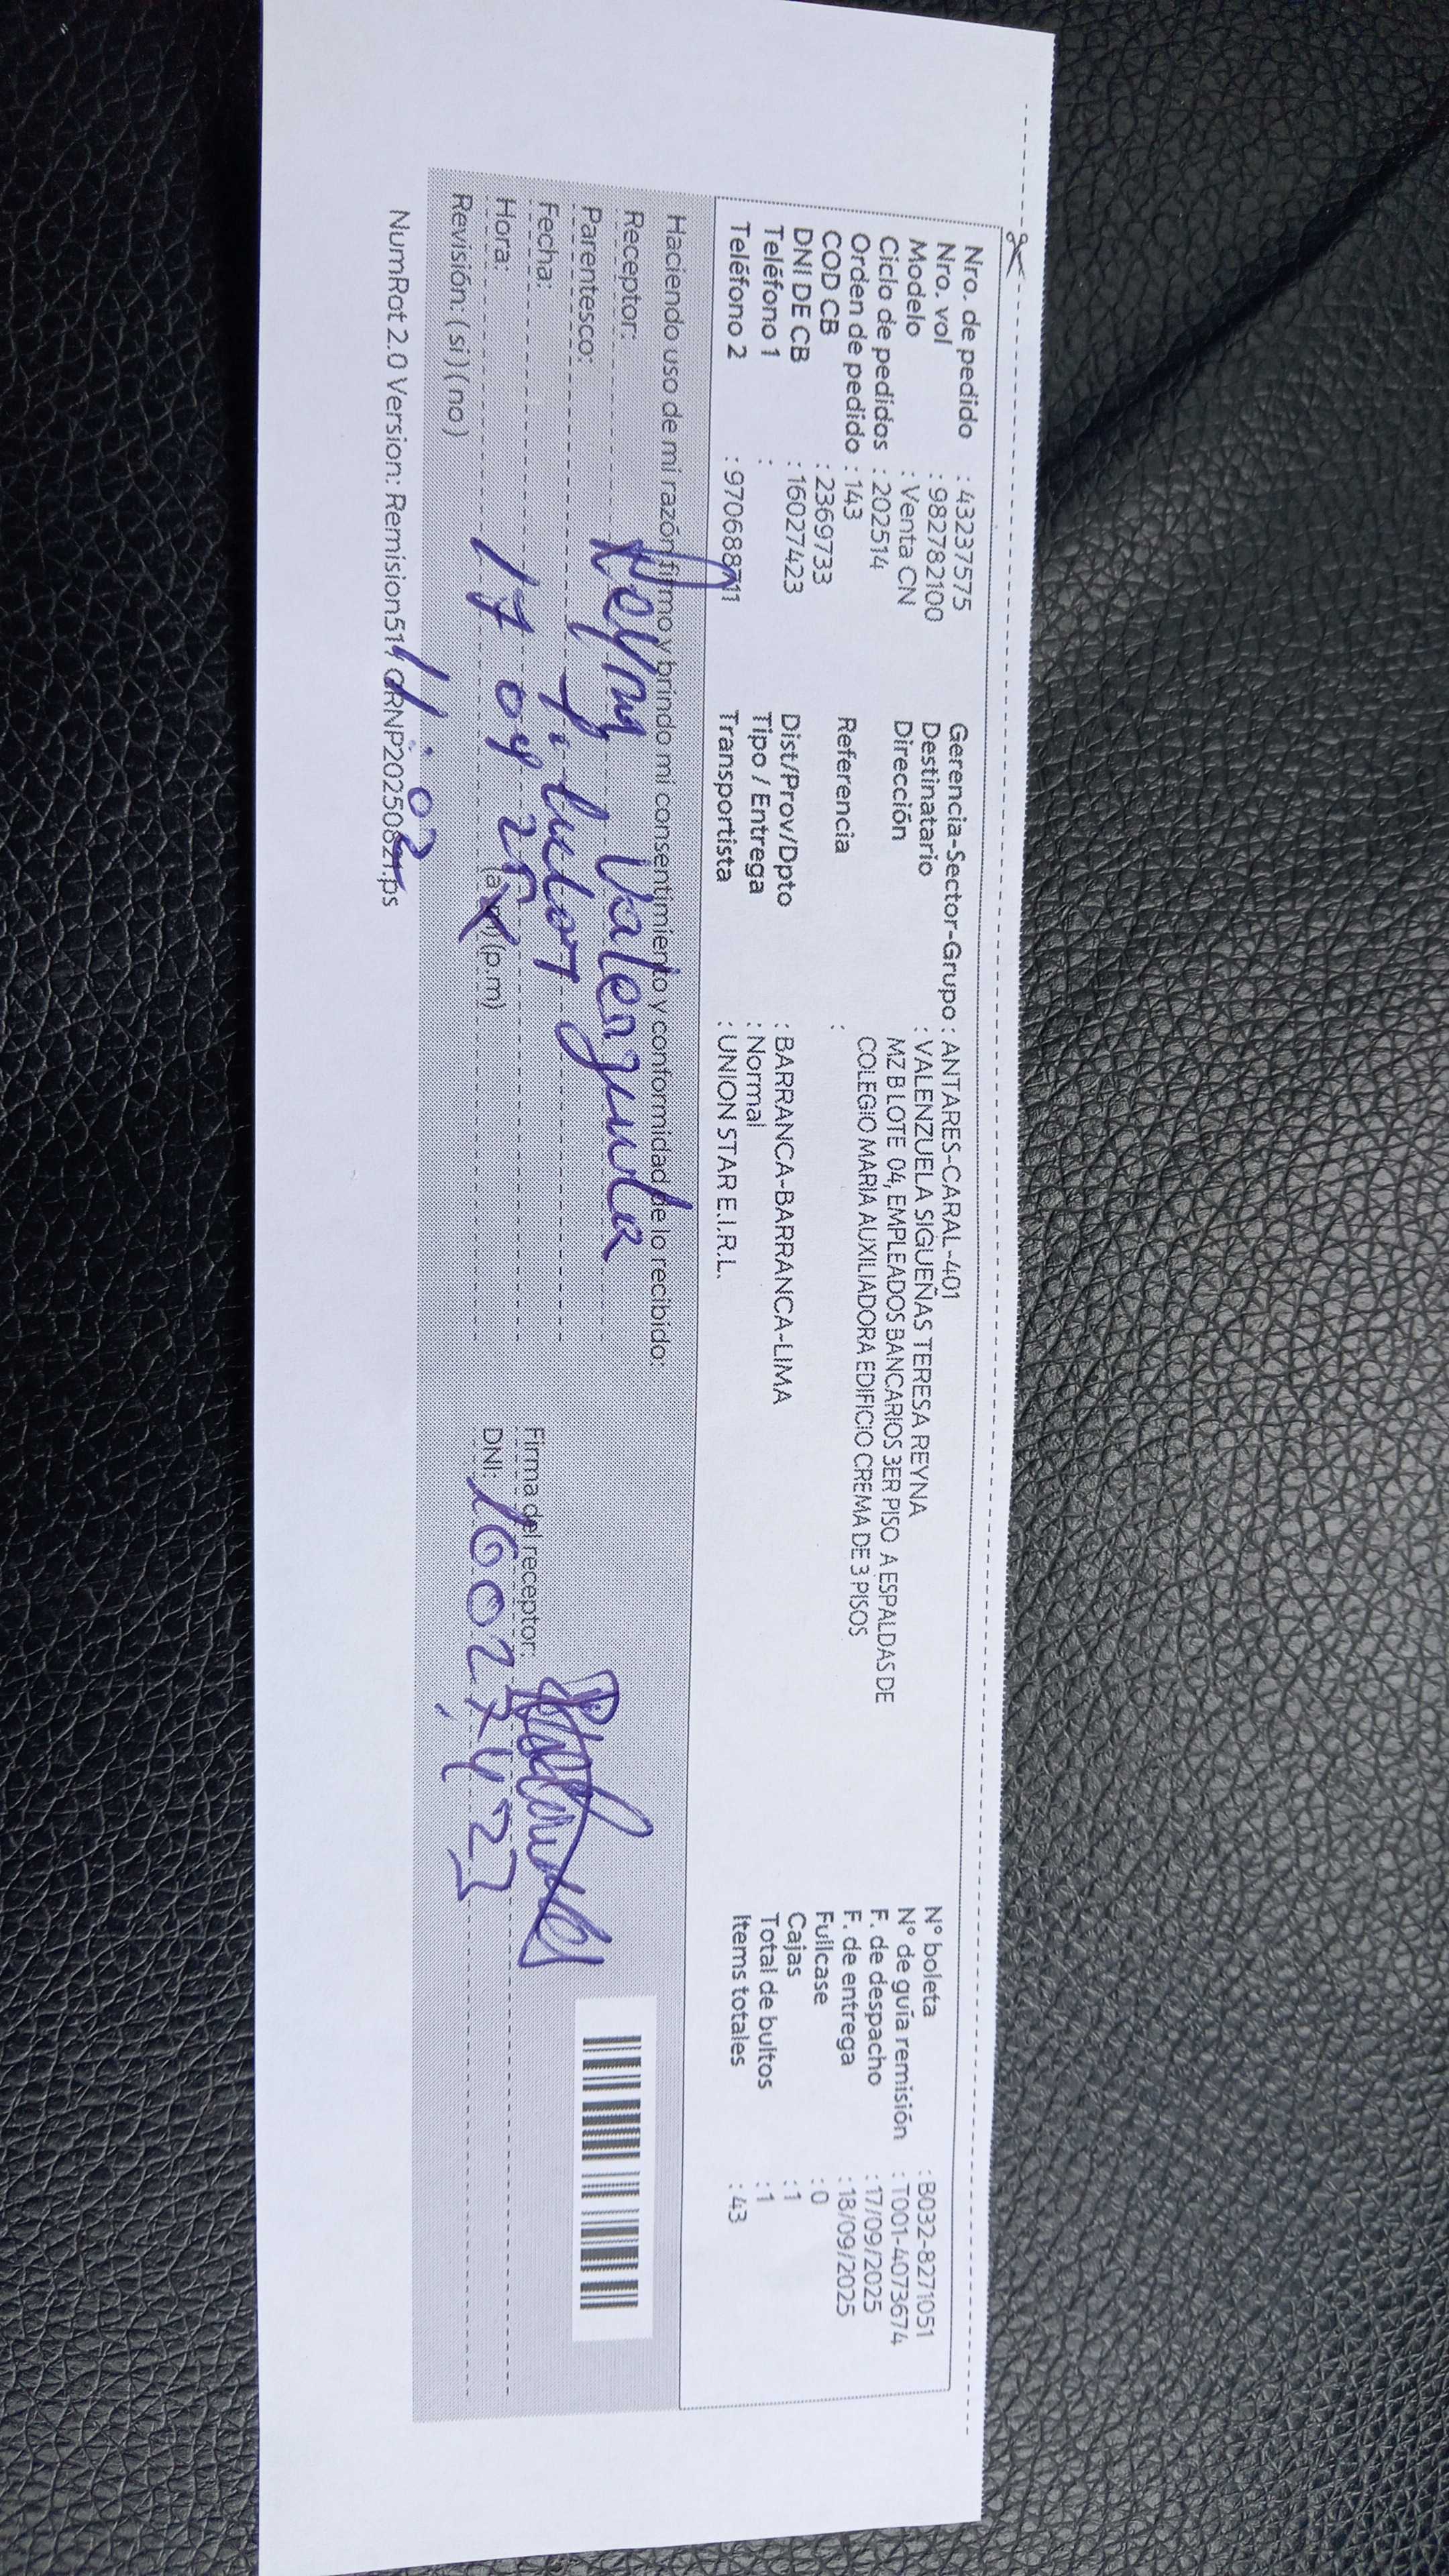 Nro. de pedido : 43237575
Nro. vol : 982782100
Modelo : Venta CN
Ciclo de pedidos : 202514
Orden de pedido : 143
COD CB : 2369733
DNI DE CB : 16027423
Teléfono 1 :
Teléfono 2 : 970688711
Gerencia-Sector-Grupo : ANTARES-CARAL-401
Destinatario : VALENZUELA SIGUEÑAS TERESA REYNA
Dirección MZ B LOTE 04, EMPLEADOS BANCARIOS 3ER PISO A ESPALDAS DE
COLEGIO MARIA AUXILIADORA EDIFICIO CREMA DE 3 PISOS
Referencia :
Dist/Prov/Dpto : BARRANCA-BARRANCA-LIMA
Tipo / Entrega : Normal
Transportista : UNION STAR E.I.R.L.
N° boleta : B032-8271051
N° de guía remisión : T001-4073674
F. de despacho : 17/09/2025
F. de entrega : 18/09/2025
Fullcase : 0
Cajas : 1
Total de bultos : 1
Items totales : 43
Haciendo uso de mi razón firmo y brindo mi consentimiento y conformidad de lo recibido:
Receptor: Reyna Valenzuela
Parentesco:
Fecha: 17 09 25
Hora: 11:02 (a.m) (p.m)
Revisión: (si) (no)
Firma del receptor:
DNI: 16027423
NumRot 2.0 Version: Remision511 GRNP20250821.ps